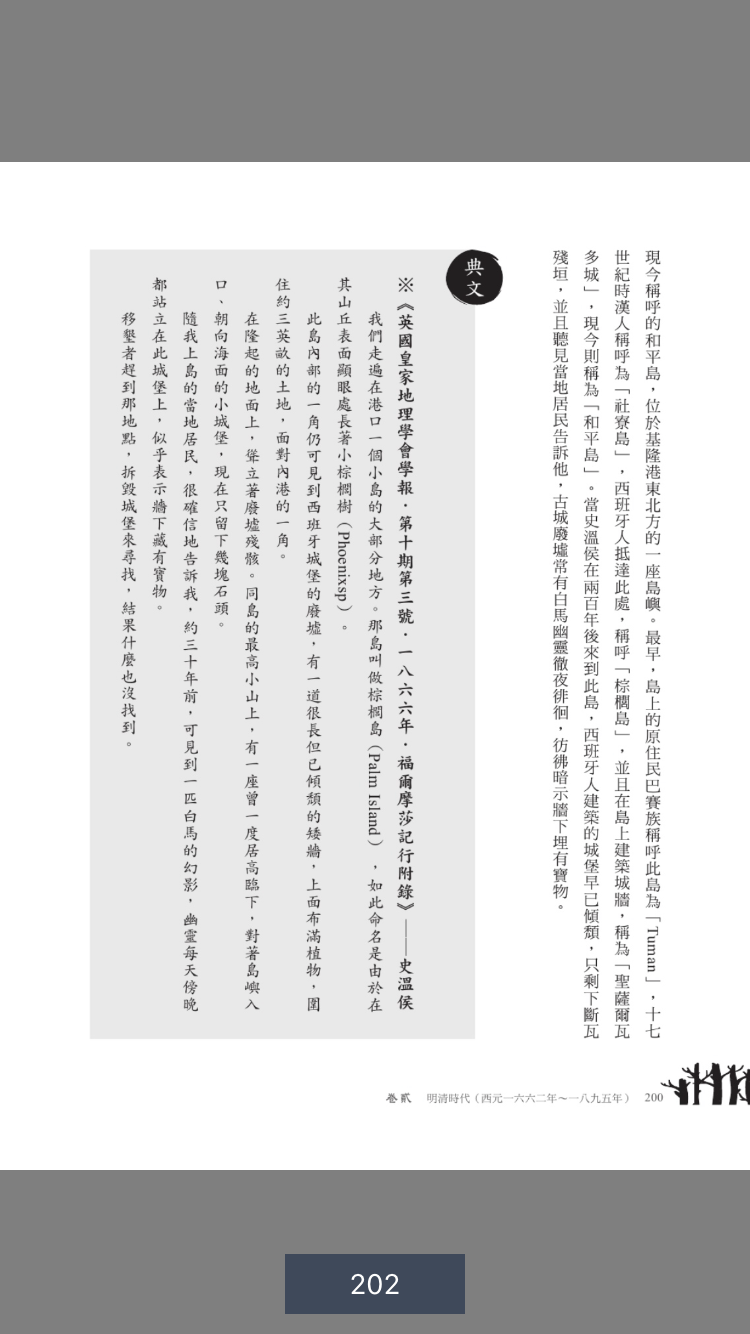 現今稱呼的和平島，位於基隆港東北方的一座島嶼。最早，島上的原住民巴賽族稱呼此島為「Tuman」，十七
世紀時漢人稱呼為「社寮島」，西班牙人抵達此處，稱呼「棕櫚島」，並且在島上建築城牆，稱為「聖薩爾瓦
多城」，現今則稱為「和平島」。當史溫侯在兩百年後來到此島，西班牙人建築的城堡早已傾頹，只剩下斷瓦
殘垣，並且聽見當地居民告訴他，古城廢墟常有白馬幽靈徹夜徘徊，彷彿暗示牆下埋有寶物。
典文
※《英國皇家地理學會學報．第十期第三號．一八六六年．福爾摩莎記行附錄》——史溫侯
我們走遍在港口一個小島的大部分地方。那島叫做棕櫚島（Palm Island），如此命名是由於在
其山丘表面顯眼處長著小棕櫚樹（Phoenixsp）。
此島內部的一角仍可見到西班牙城堡的廢墟，有一道很長但已傾頹的矮牆，上面布滿植物，圍
住約三英畝的土地，面對內港的一角。
在隆起的地面上，聳立著廢墟殘骸。同島的最高小山上，有一座曾一度居高臨下，對著島嶼入
口、朝向海面的小城堡，現在只留下幾塊石頭。
隨我上島的當地居民，很確信地告訴我，約三十年前，可見到一匹白馬的幻影，幽靈每天傍晚
都站立在此城堡上，似乎表示牆下藏有寶物。
移墾者趕到那地點，拆毀城堡來尋找，結果什麼也沒找到。
卷貳 明清時代（西元一六六二年～一八九五年） 200
202